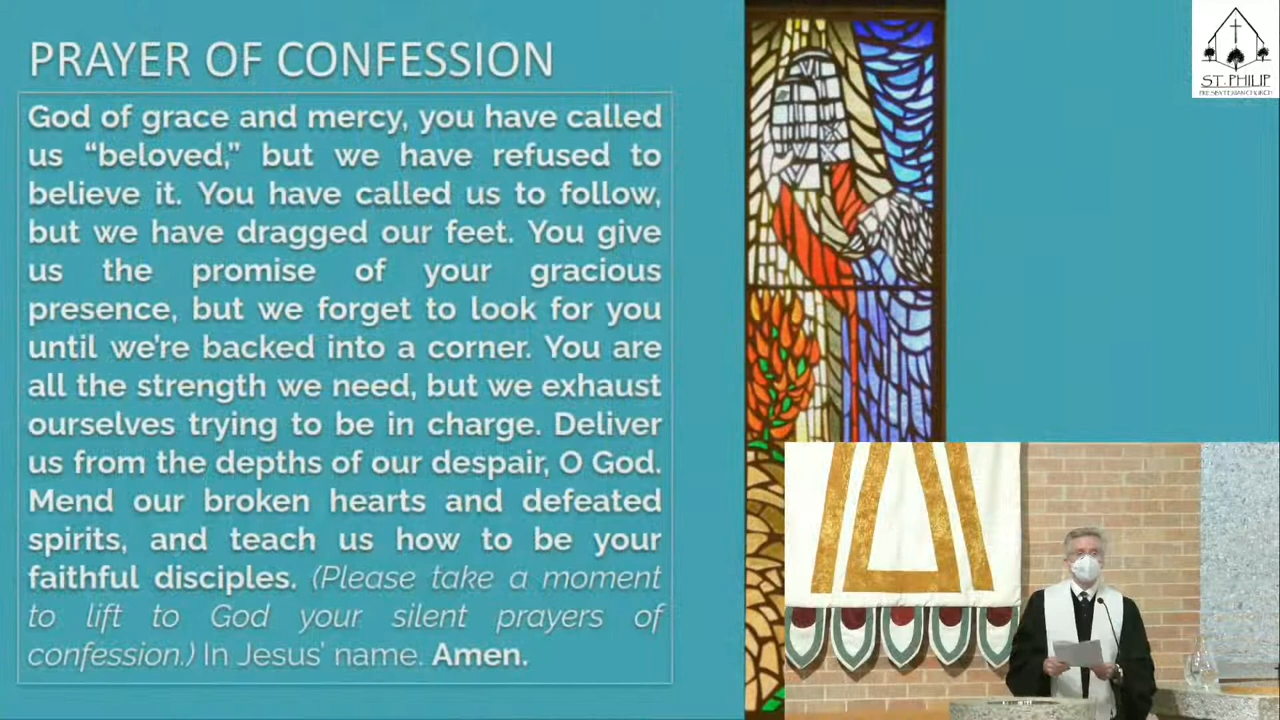 PRAYER OF CONFESSION
God of grace and mercy, you have called
us “beloved,” but we have refused to
believe it. You have called us to follow,
but we have dragged our feet. You give
us the promise of your gracious
presence, but we forget to look for you
until we’re backed into a corner. You are
all the strength we need, but we exhaust
ourselves trying to be in charge. Deliver
us from the depths of our despair, O God.
Mend our broken hearts and defeated
spirits, and teach us how to be your
faithful disciples. (Please take a moment
to lift to God your silent prayers of
confession.) In Jesus’ name. Amen.
ST. PHILIP
PRESBYTERIAN CHURCH